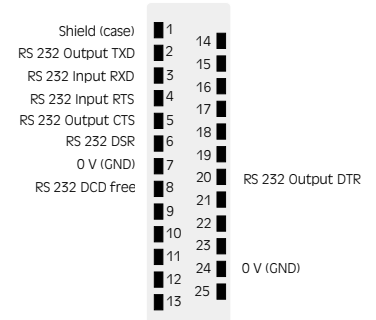 Shield (case) 1
14
RS 232 Output TXD 2
15
RS 232 Input RXD 3
16
RS 232 Input RTS 4
17
RS 232 Output CTS 5
18
RS 232 DSR 6
19
0 V (GND) 7
20 RS 232 Output DTR
RS 232 DCD free 8
21
9
22
10
23
11
24 0 V (GND)
12
25
13